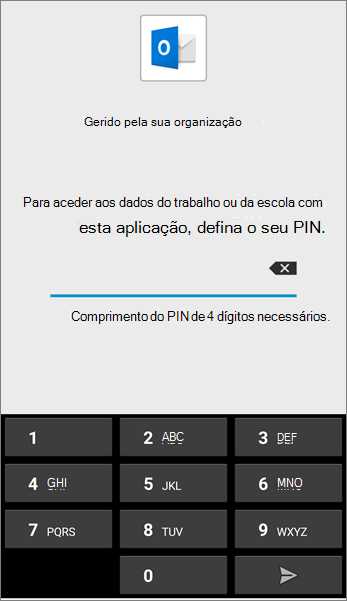 O
Gerido pela sua organização
Para aceder aos dados do trabalho ou da escola com
esta aplicação, defina o seu PIN.
Comprimento do PIN de 4 dígitos necessários.
1 2 ABC 3 DEF
4 GHI 5 JKL 6 MNO
7 PQRS 8 TUV 9 WXYZ
0